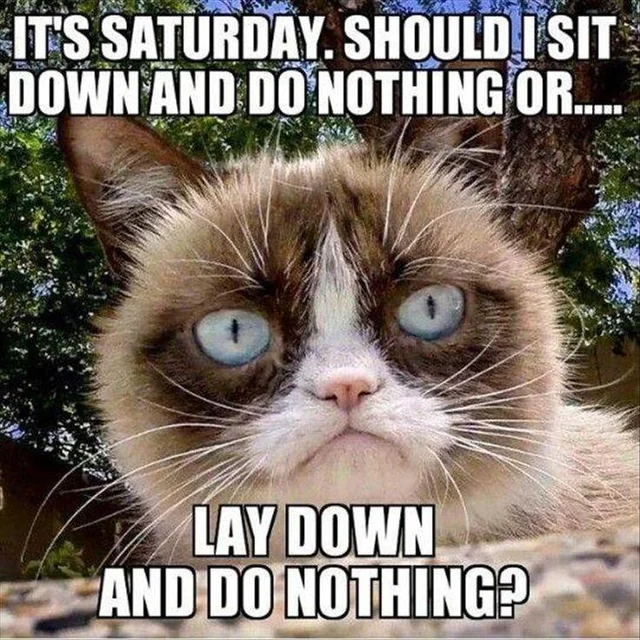 IT'S SATURDAY. SHOULD I SIT
DOWN AND DO NOTHING OR.....
LAY DOWN
AND DO NOTHING?